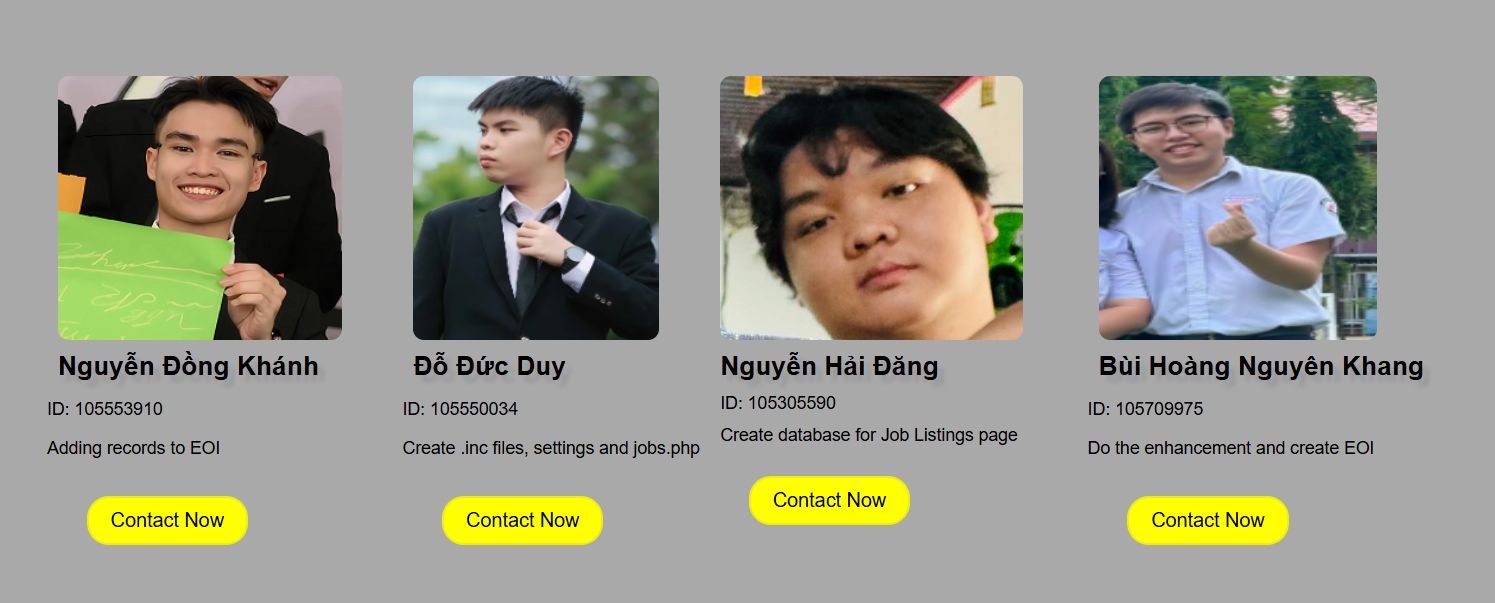 Nguyễn Đồng Khánh
ID: 105553910
Adding records to EOI
Contact Now
Đỗ Đức Duy
ID: 105550034
Create .inc files, settings and jobs.php
Contact Now
Nguyễn Hải Đăng
ID: 105305590
Create database for Job Listings page
Contact Now
Bùi Hoàng Nguyên Khang
ID: 105709975
Do the enhancement and create EOI
Contact Now